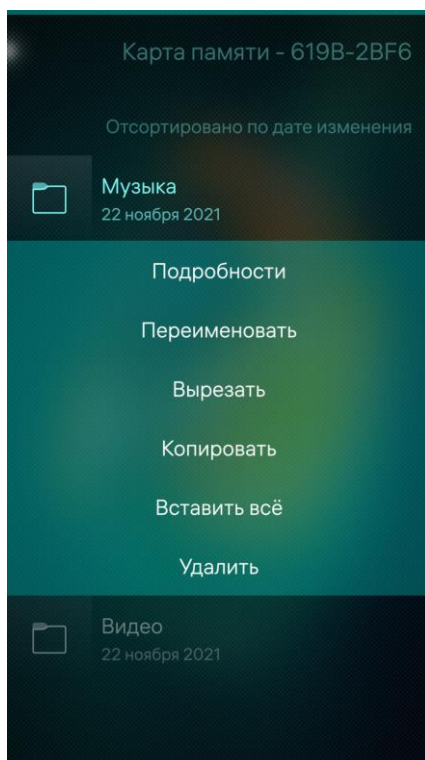 Карта памяти - 619B-2BF6
Отсортировано по дате изменения
Музыка
22 ноября 2021
Подробности
Переименовать
Вырезать
Копировать
Вставить всё
Удалить
Видео
22 ноября 2021